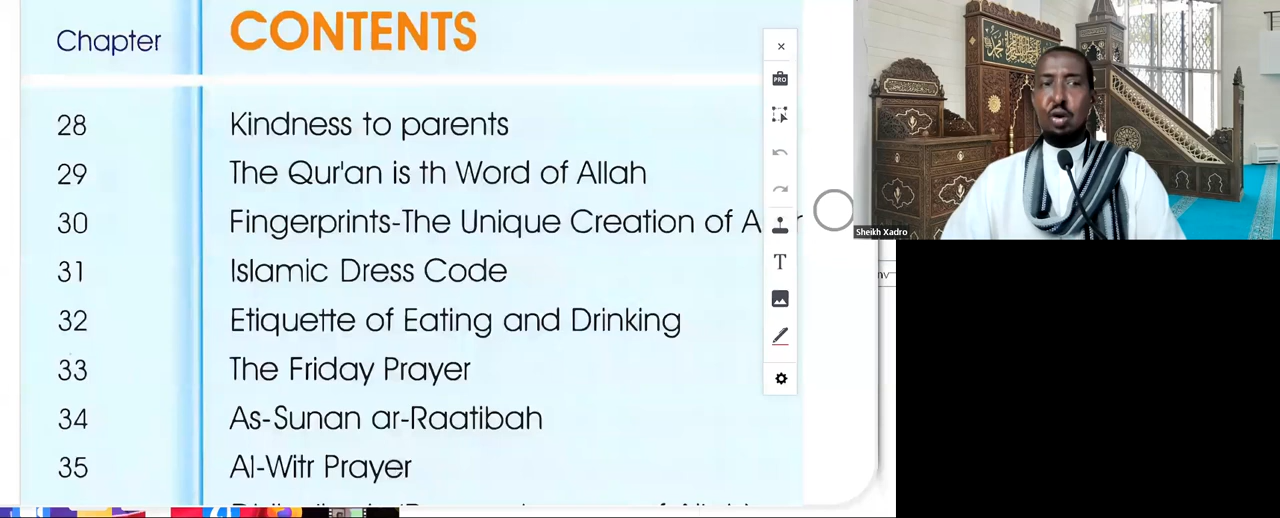 Chapter
CONTENTS
28 Kindness to parents
29 The Qur'an is th Word of Allah
30 Fingerprints-The Unique Creation of A
31 Islamic Dress Code
32 Etiquette of Eating and Drinking
33 The Friday Prayer
34 As-Sunan ar-Raatibah
35 Al-Witr Prayer
PRO
T
Sheikh Xadro